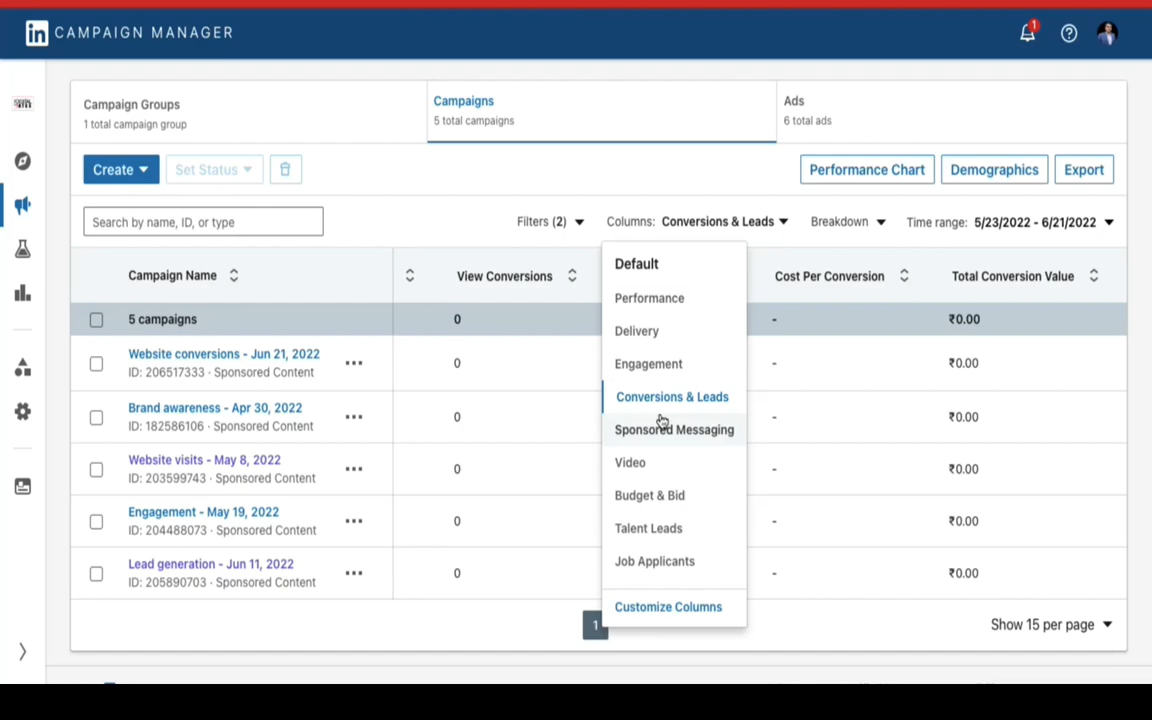 in CAMPAIGN MANAGER
1
Campaign Groups
1 total campaign group
Campaigns
5 total campaigns
Ads
6 total ads
Create
Set Status
Performance Chart
Demographics
Export
Search by name, ID, or type
Filters (2)
Columns: Conversions & Leads
Breakdown
Time range: 5/23/2022 - 6/21/2022
Campaign Name
View Conversions
Cost Per Conversion
Total Conversion Value
5 campaigns
0
-
₹0.00
Website conversions - Jun 21, 2022
ID: 206517333 · Sponsored Content
0
-
₹0.00
Brand awareness - Apr 30, 2022
ID: 182586106 · Sponsored Content
0
-
₹0.00
Website visits - May 8, 2022
ID: 203599743 · Sponsored Content
0
-
₹0.00
Engagement - May 19, 2022
ID: 204488073 · Sponsored Content
0
-
₹0.00
Lead generation - Jun 11, 2022
ID: 205890703 · Sponsored Content
0
-
₹0.00
Default
Performance
Delivery
Engagement
Conversions & Leads
Sponsored Messaging
Video
Budget & Bid
Talent Leads
Job Applicants
Customize Columns
1
Show 15 per page